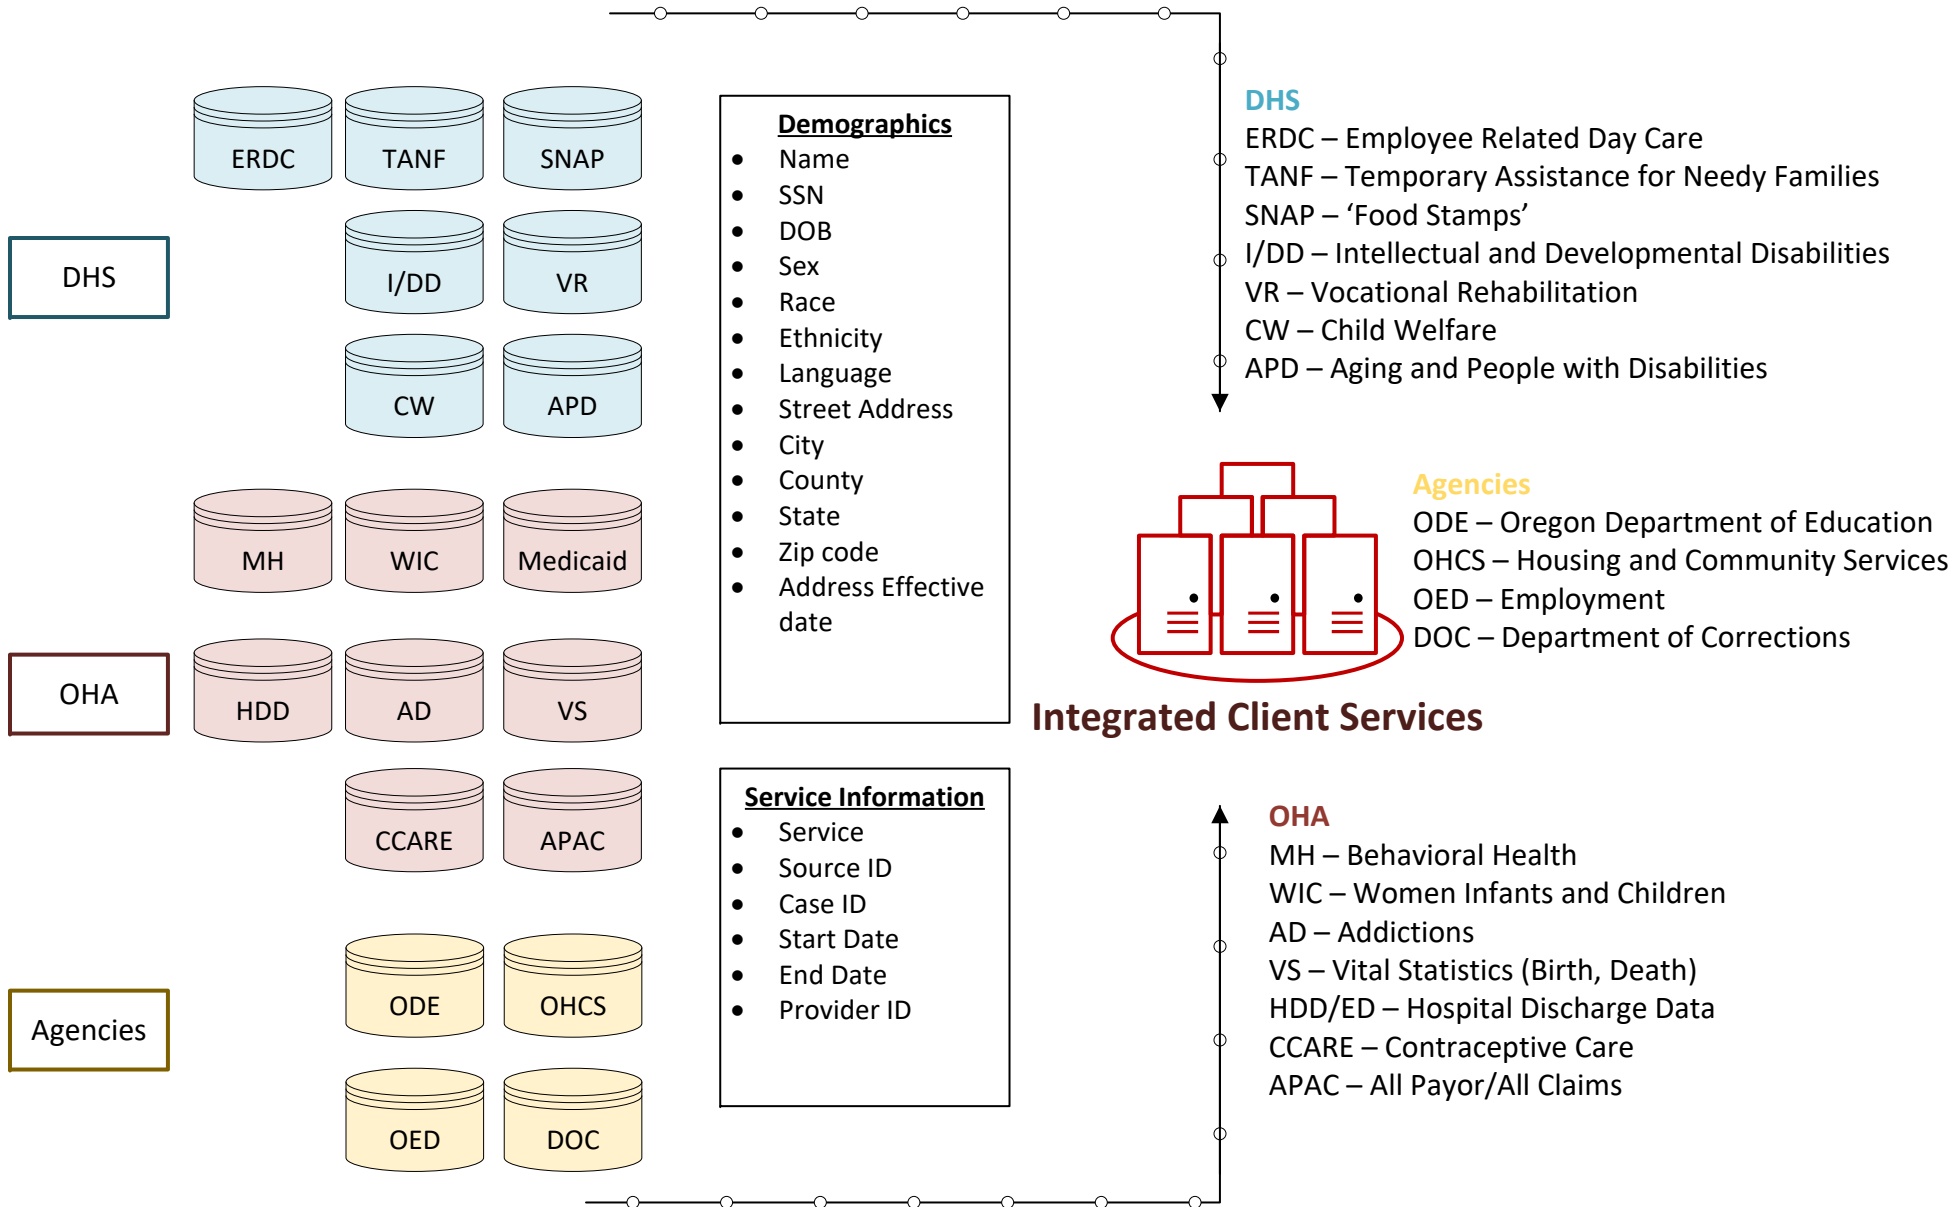 DHS
ERDC
TANF
SNAP
I/DD
VR
CW
APD
OHA
MH
WIC
Medicaid
HDD
AD
VS
CCARE
APAC
Agencies
ODE
OHCS
OED
DOC
Demographics
• Name
• SSN
• DOB
• Sex
• Race
• Ethnicity
• Language
• Street Address
• City
• County
• State
• Zip code
• Address Effective
date
Service Information
• Service
• Source ID
• Case ID
• Start Date
• End Date
• Provider ID
DHS
ERDC – Employee Related Day Care
TANF – Temporary Assistance for Needy Families
SNAP – ‘Food Stamps’
I/DD – Intellectual and Developmental Disabilities
VR – Vocational Rehabilitation
CW – Child Welfare
APD – Aging and People with Disabilities
Agencies
ODE – Oregon Department of Education
OHCS – Housing and Community Services
OED – Employment
DOC – Department of Corrections
Integrated Client Services
OHA
MH – Behavioral Health
WIC – Women Infants and Children
AD – Addictions
VS – Vital Statistics (Birth, Death)
HDD/ED – Hospital Discharge Data
CCARE – Contraceptive Care
APAC – All Payor/All Claims